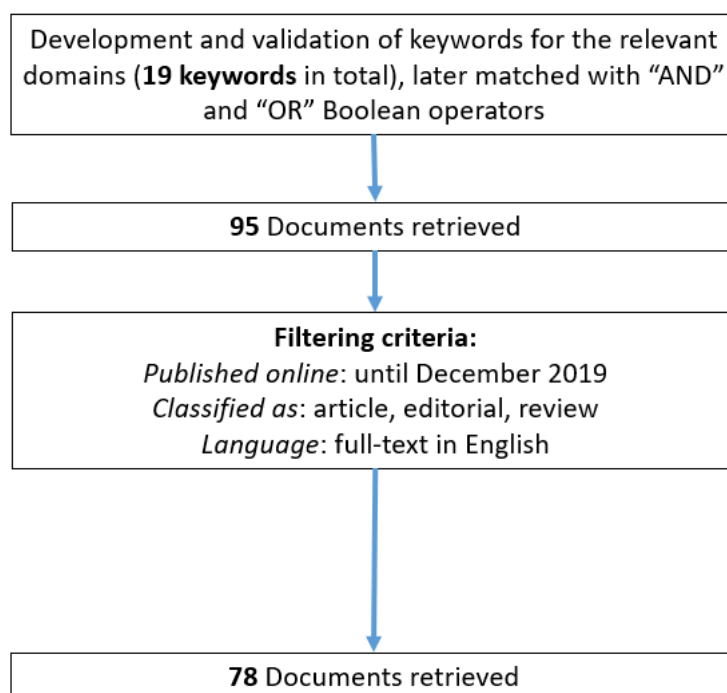 Development and validation of keywords for the relevant
domains (19 keywords in total), later matched with “AND”
and “OR” Boolean operators
95 Documents retrieved
Filtering criteria:
Published online: until December 2019
Classified as: article, editorial, review
Language: full-text in English
78 Documents retrieved